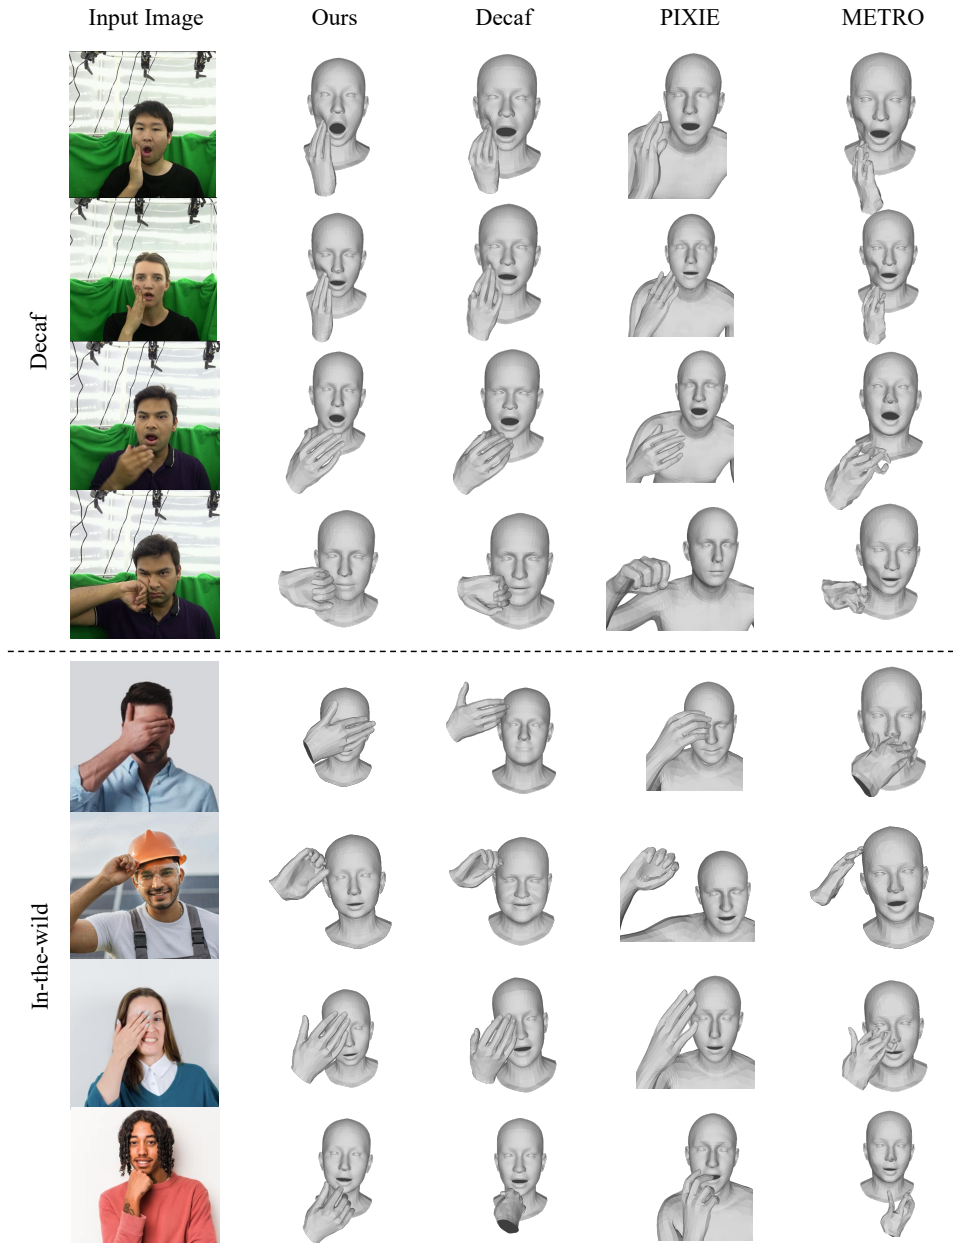 Input Image
Ours
Decaf
PIXIE
METRO
Decaf
In-the-wild